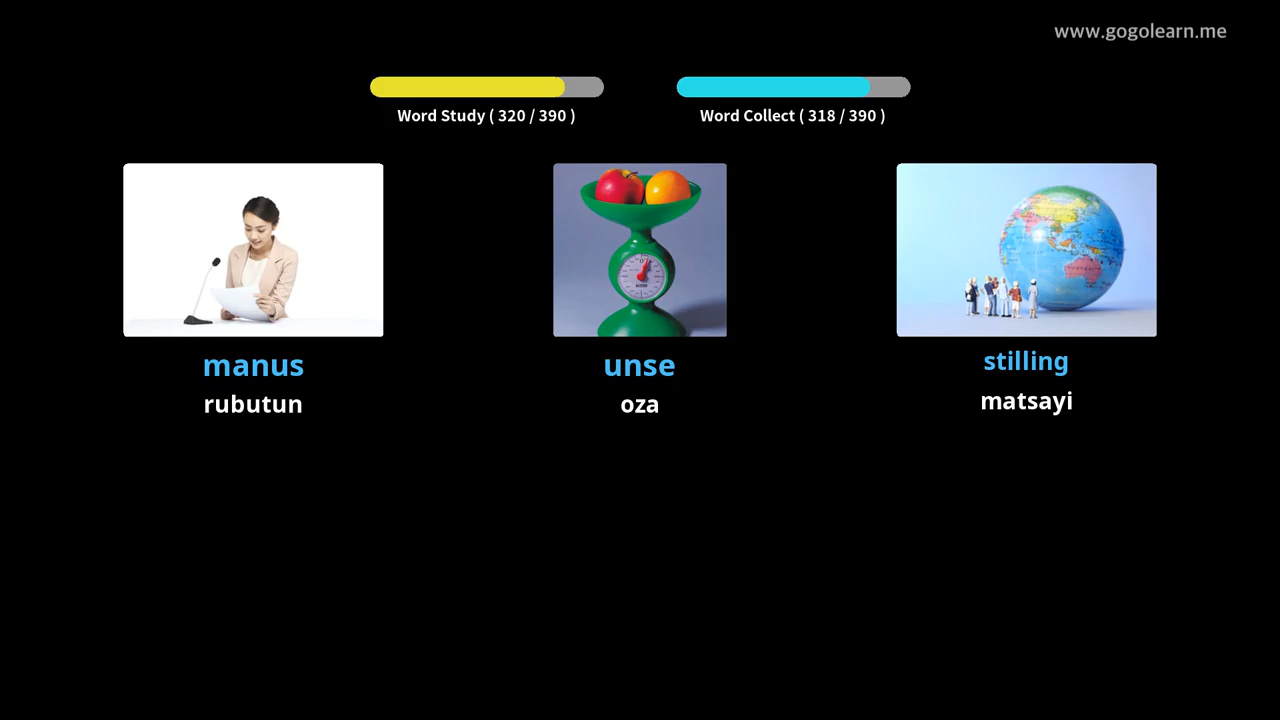 www.gogolearn.me
Word Study ( 320 / 390 )
Word Collect ( 318 / 390 )
manus
rubutun
unse
oza
stilling
matsayi